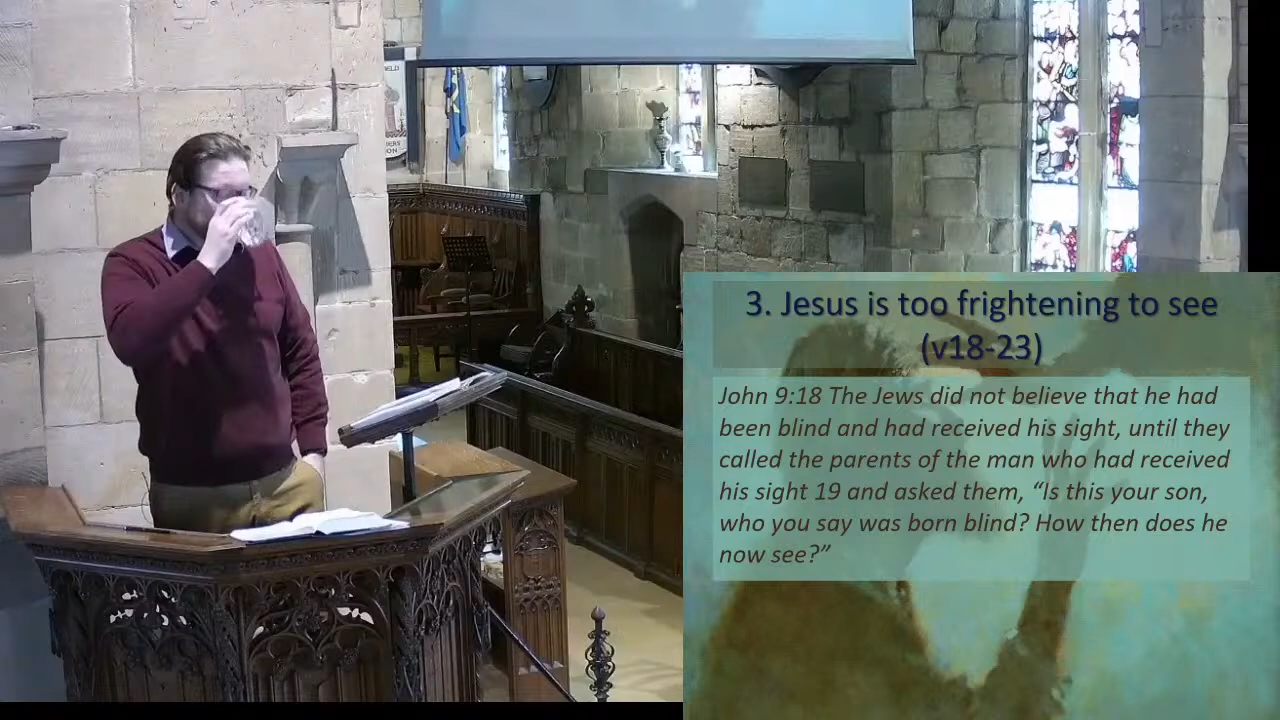 ELD
HERS
ION
3. Jesus is too frightening to see
(v18-23)
John 9:18 The Jews did not believe that he had
been blind and had received his sight, until they
called the parents of the man who had received
his sight 19 and asked them, “Is this your son,
who you say was born blind? How then does he
now see?”